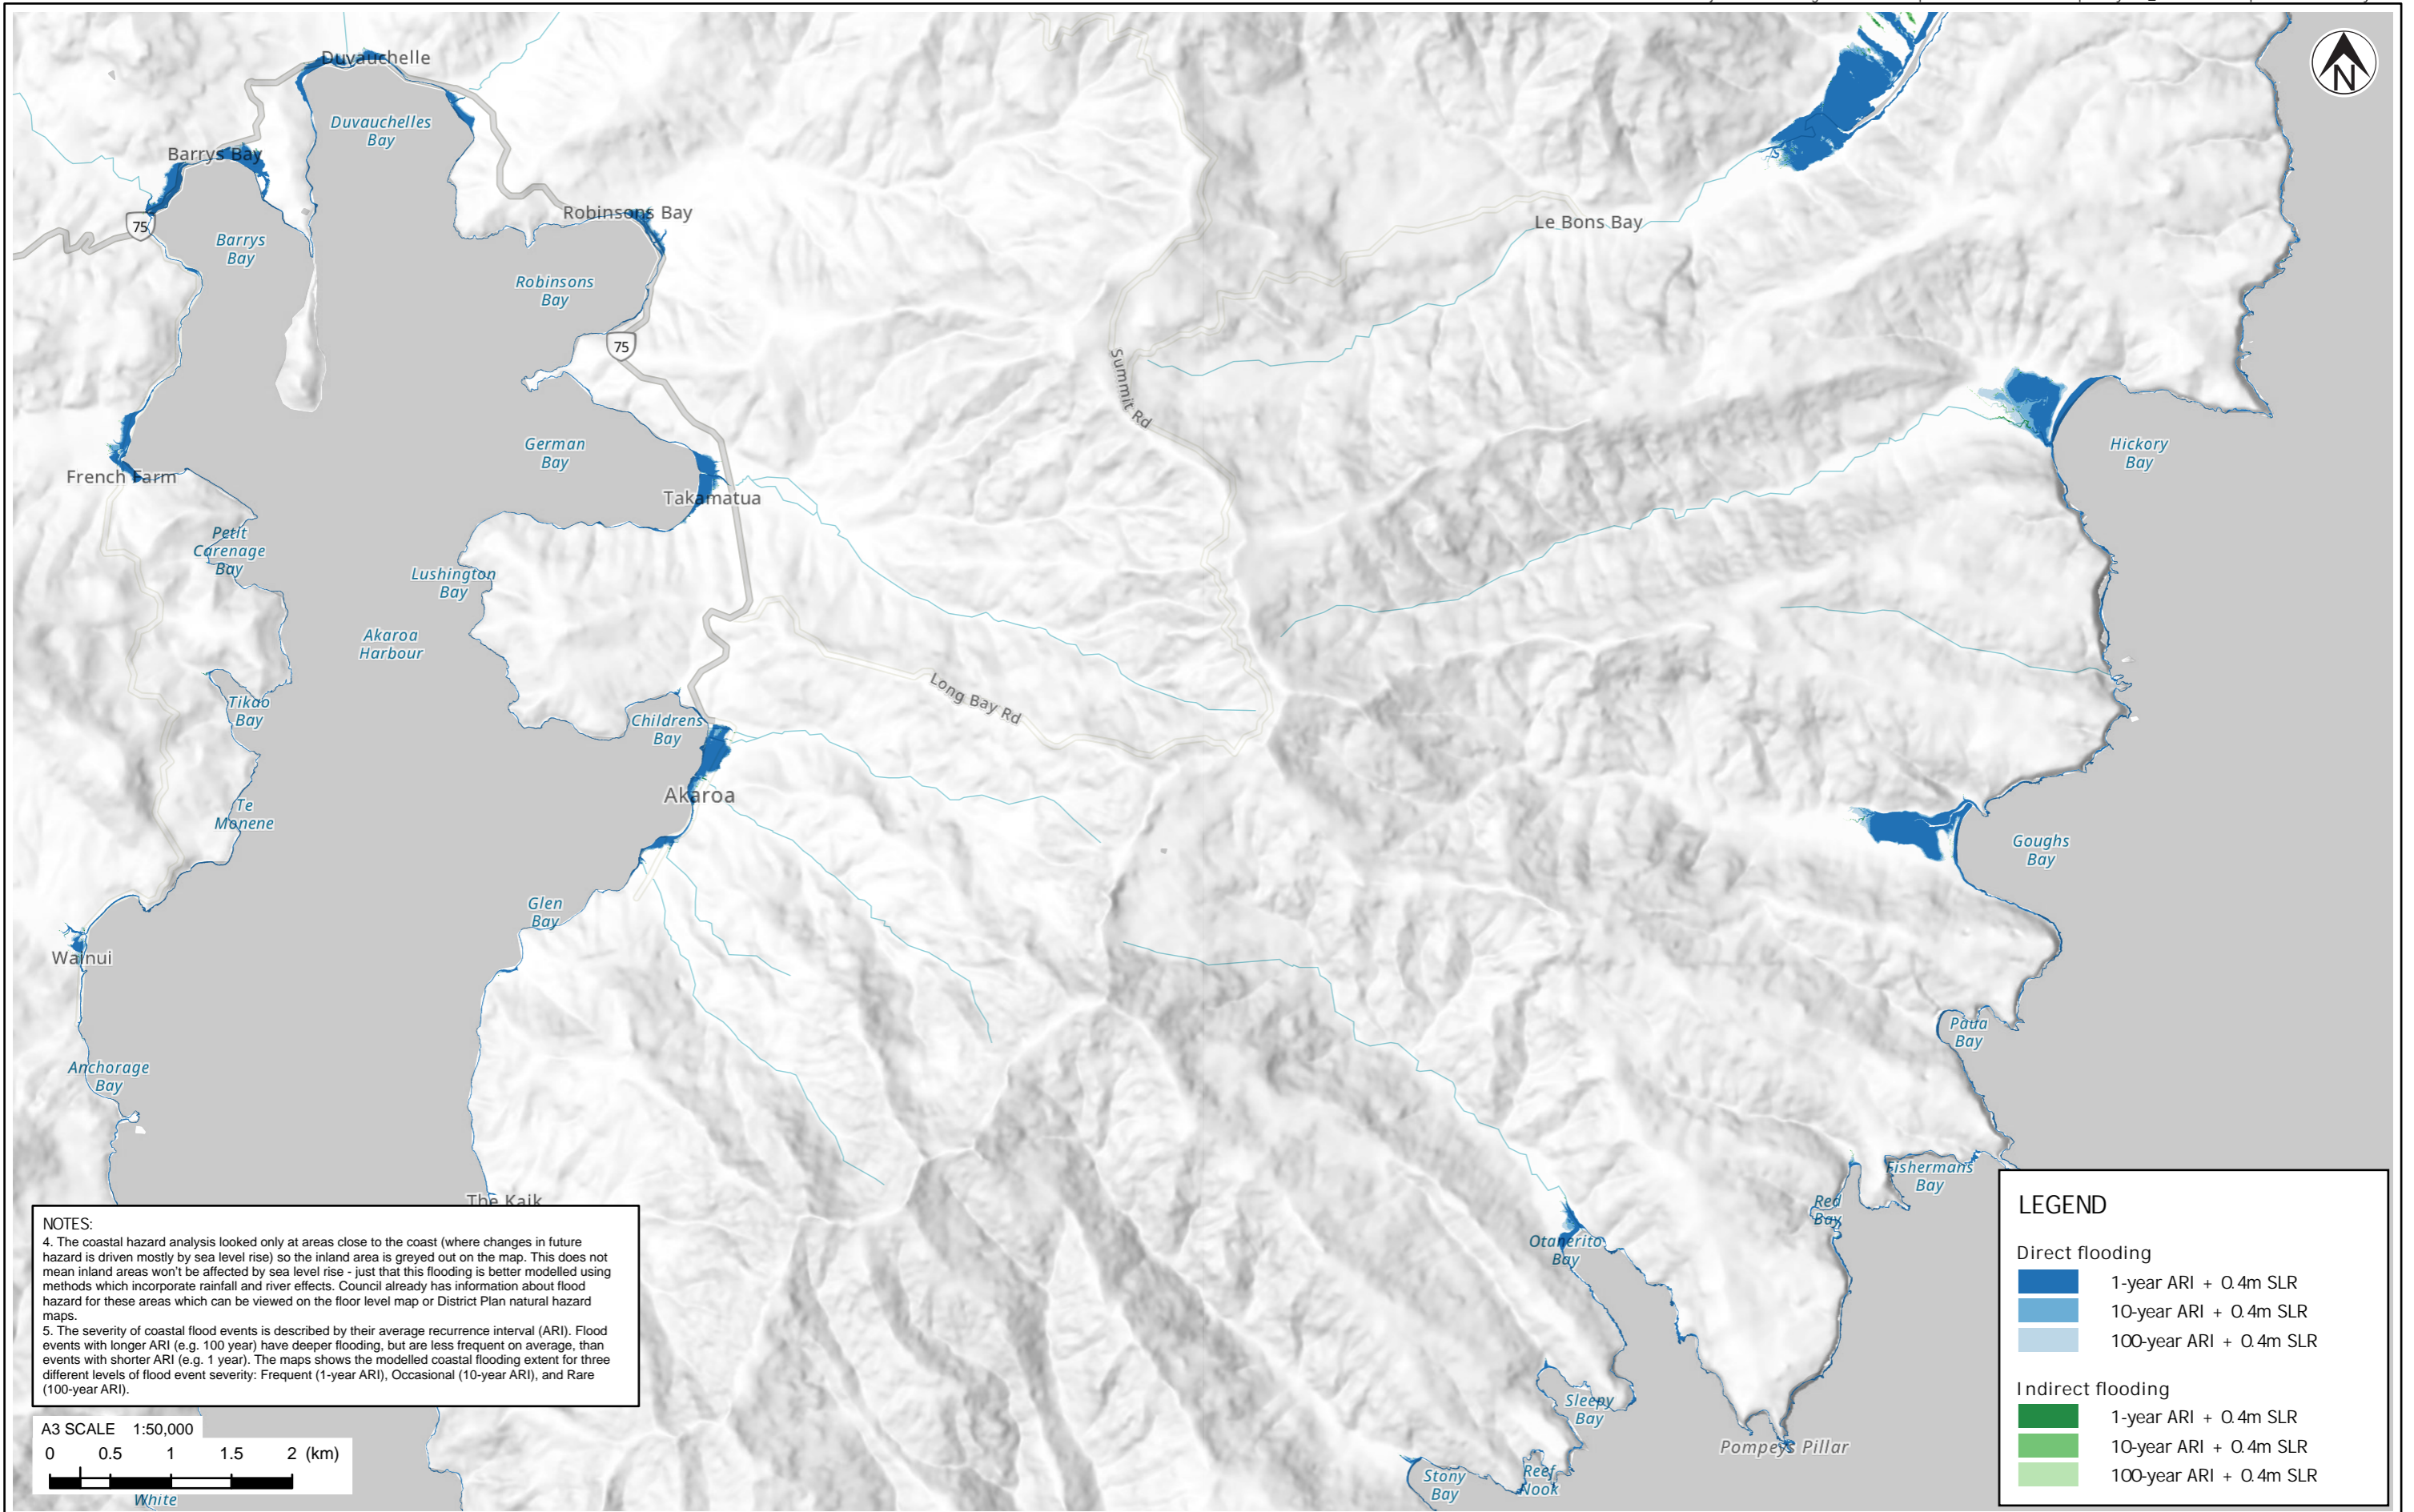 Duvauchelle
Duvauchelles
Bay
Barrys Bay
75
Barrys
Bay
Robinsons Bay
Robinsons
Bay
75
Le Bons Bay
Summit Rd
N
Hickory
Bay
German
Bay
Takamatua
French Farm
Petit
Carenage
Bay
Lushington
Bay
Akaroa
Harbour
Tikao
Bay
Long Bay Rd
Childrens
Bay
Akaroa
Te
Monene
Goughs
Bay
Glen
Bay
Wainui
Anchorage
Bay
Paua
Bay
Fishermans
Bay
Red
Bay
The Kaik
Otanerito
Bay
Sleepy
Bay
Pompeys Pillar
Stony
Bay
Reef
Nook
White
NOTES:
4. The coastal hazard analysis looked only at areas close to the coast (where changes in future
hazard is driven mostly by sea level rise) so the inland area is greyed out on the map. This does not
mean inland areas won't be affected by sea level rise - just that this flooding is better modelled using
methods which incorporate rainfall and river effects. Council already has information about flood
hazard for these areas which can be viewed on the floor level map or District Plan natural hazard
maps.
5. The severity of coastal flood events is described by their average recurrence interval (ARI). Flood
events with longer ARI (e.g. 100 year) have deeper flooding, but are less frequent on average, than
events with shorter ARI (e.g. 1 year). The maps shows the modelled coastal flooding extent for three
different levels of flood event severity: Frequent (1-year ARI), Occasional (10-year ARI), and Rare
(100-year ARI).
A3 SCALE 1:50,000
0 0.5 1 1.5 2 (km)
LEGEND
Direct flooding
1-year ARI + 0.4m SLR
10-year ARI + 0.4m SLR
100-year ARI + 0.4m SLR
Indirect flooding
1-year ARI + 0.4m SLR
10-year ARI + 0.4m SLR
100-year ARI + 0.4m SLR